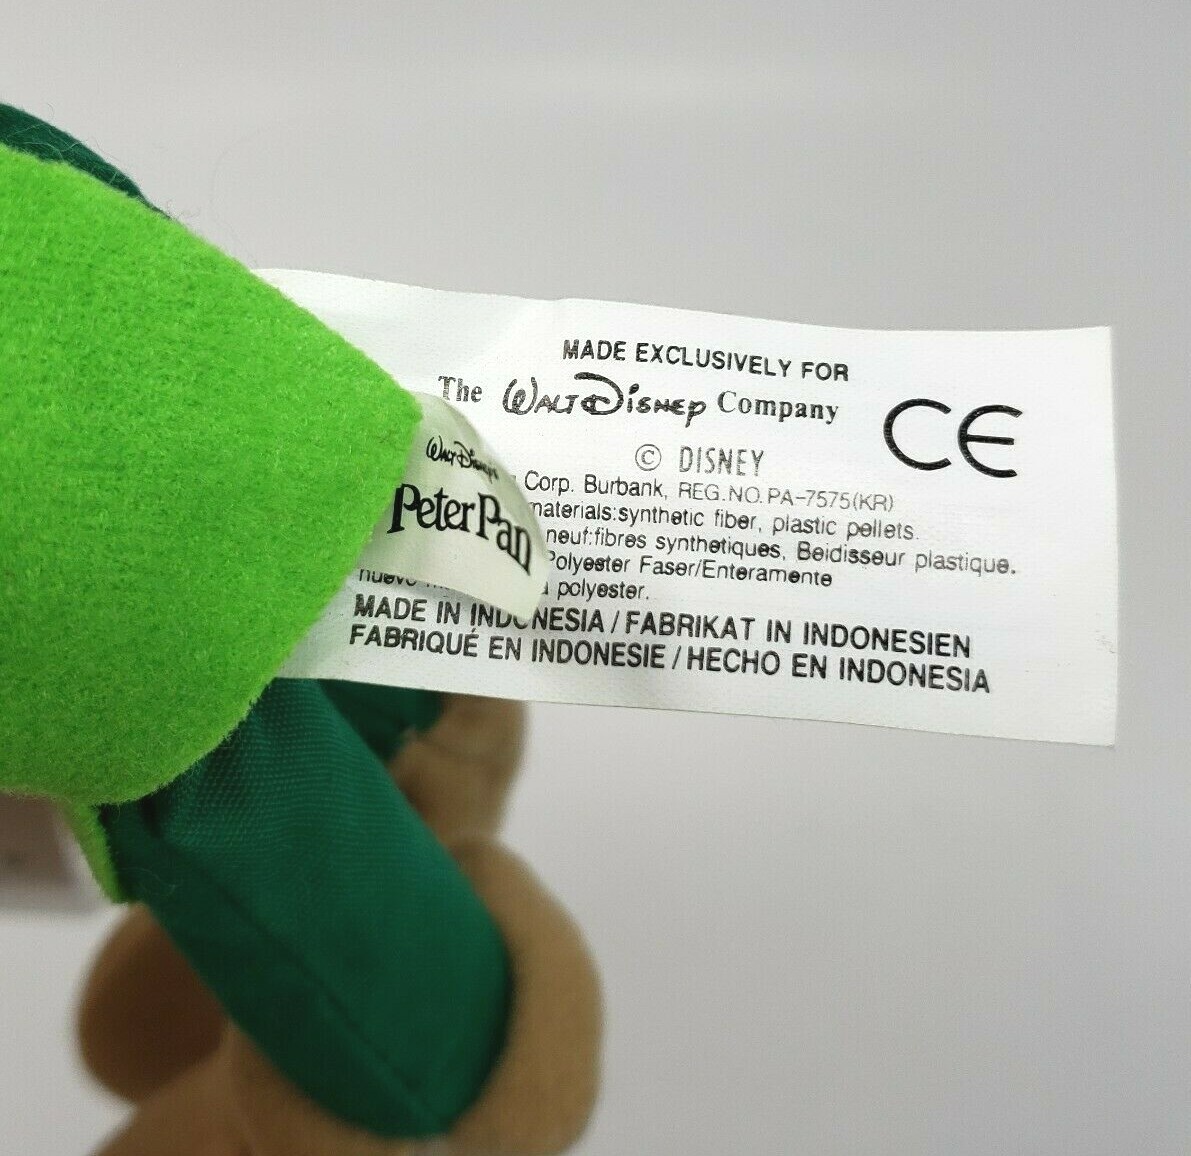 MADE EXCLUSIVELY FOR
The WALT DISNEY Company
CE
© DISNEY
Corp. Burbank, REG.NO.PA-7575(KR)
materials:synthetic fiber, plastic pellets.
neuf:fibres synthetiques, Beidisseur plastique.
Polyester Faser/Enteramente
polyester.
MADE IN INDONESIA / FABRIKAT IN INDONESIEN
FABRIQUÉ EN INDONESIE / HECHO EN INDONESIA
Walt Disney's
Peter Pan